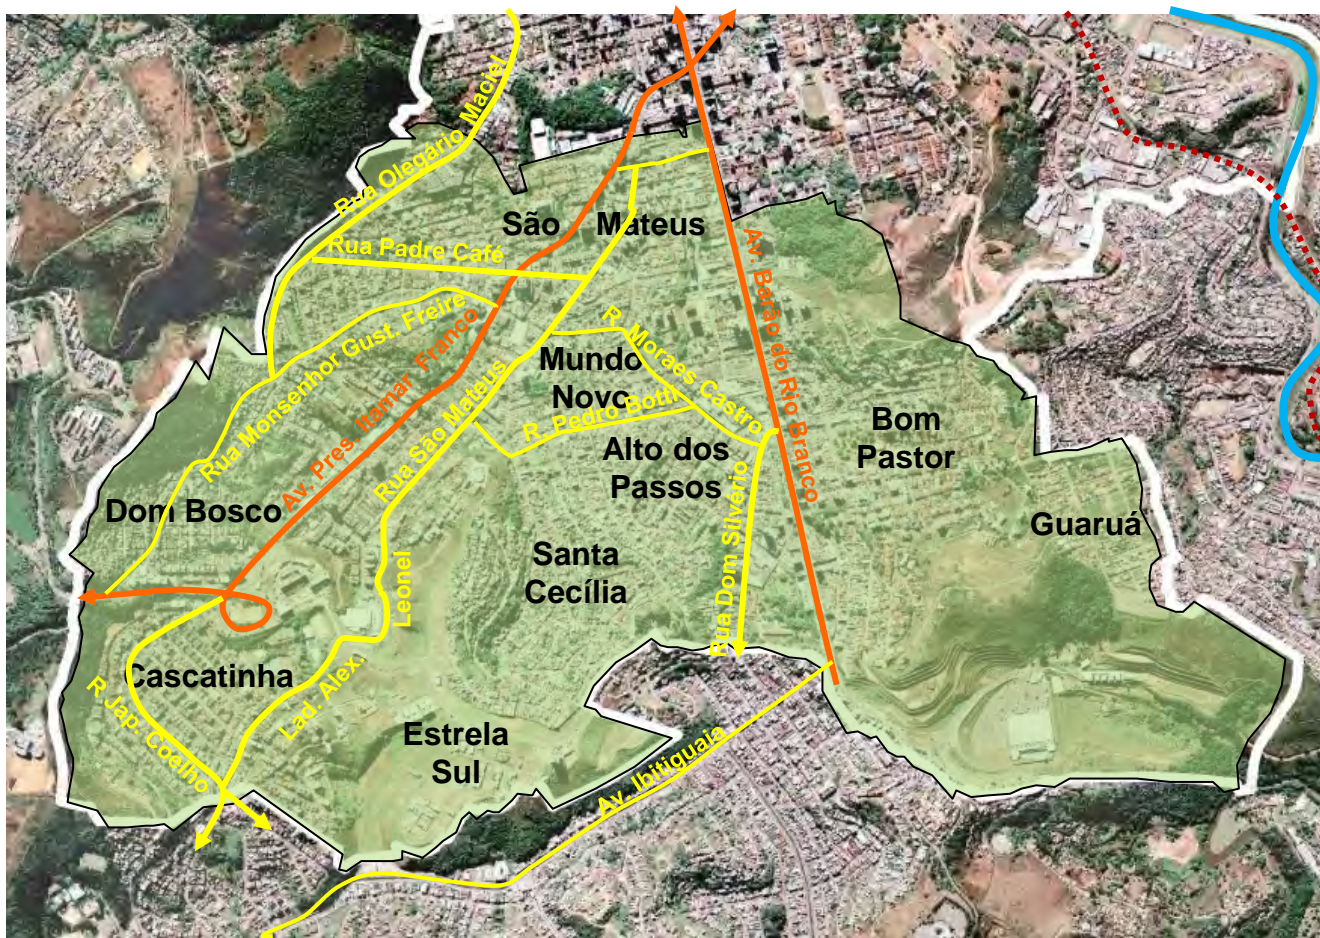 Rua Olegário Maciel
São Mateus
Rua Padre Café
Av. Barão do Rio Branco
Rua Monsenhor Gust. Freire
Av. Pres. Itamar Franco
R. Moraes Castro
Mundo
Novo
Rua São Mateus
R. Pedro Botti
Bom
Pastor
Alto dos
Passos
Dom Bosco
Guaruá
Rua Dom Silvério
Santa
Cecília
Leonel
Cascatinha
Lad. Alex.
R Jap. Coelho
Estrela
Sul
Av. Ibitiguaia